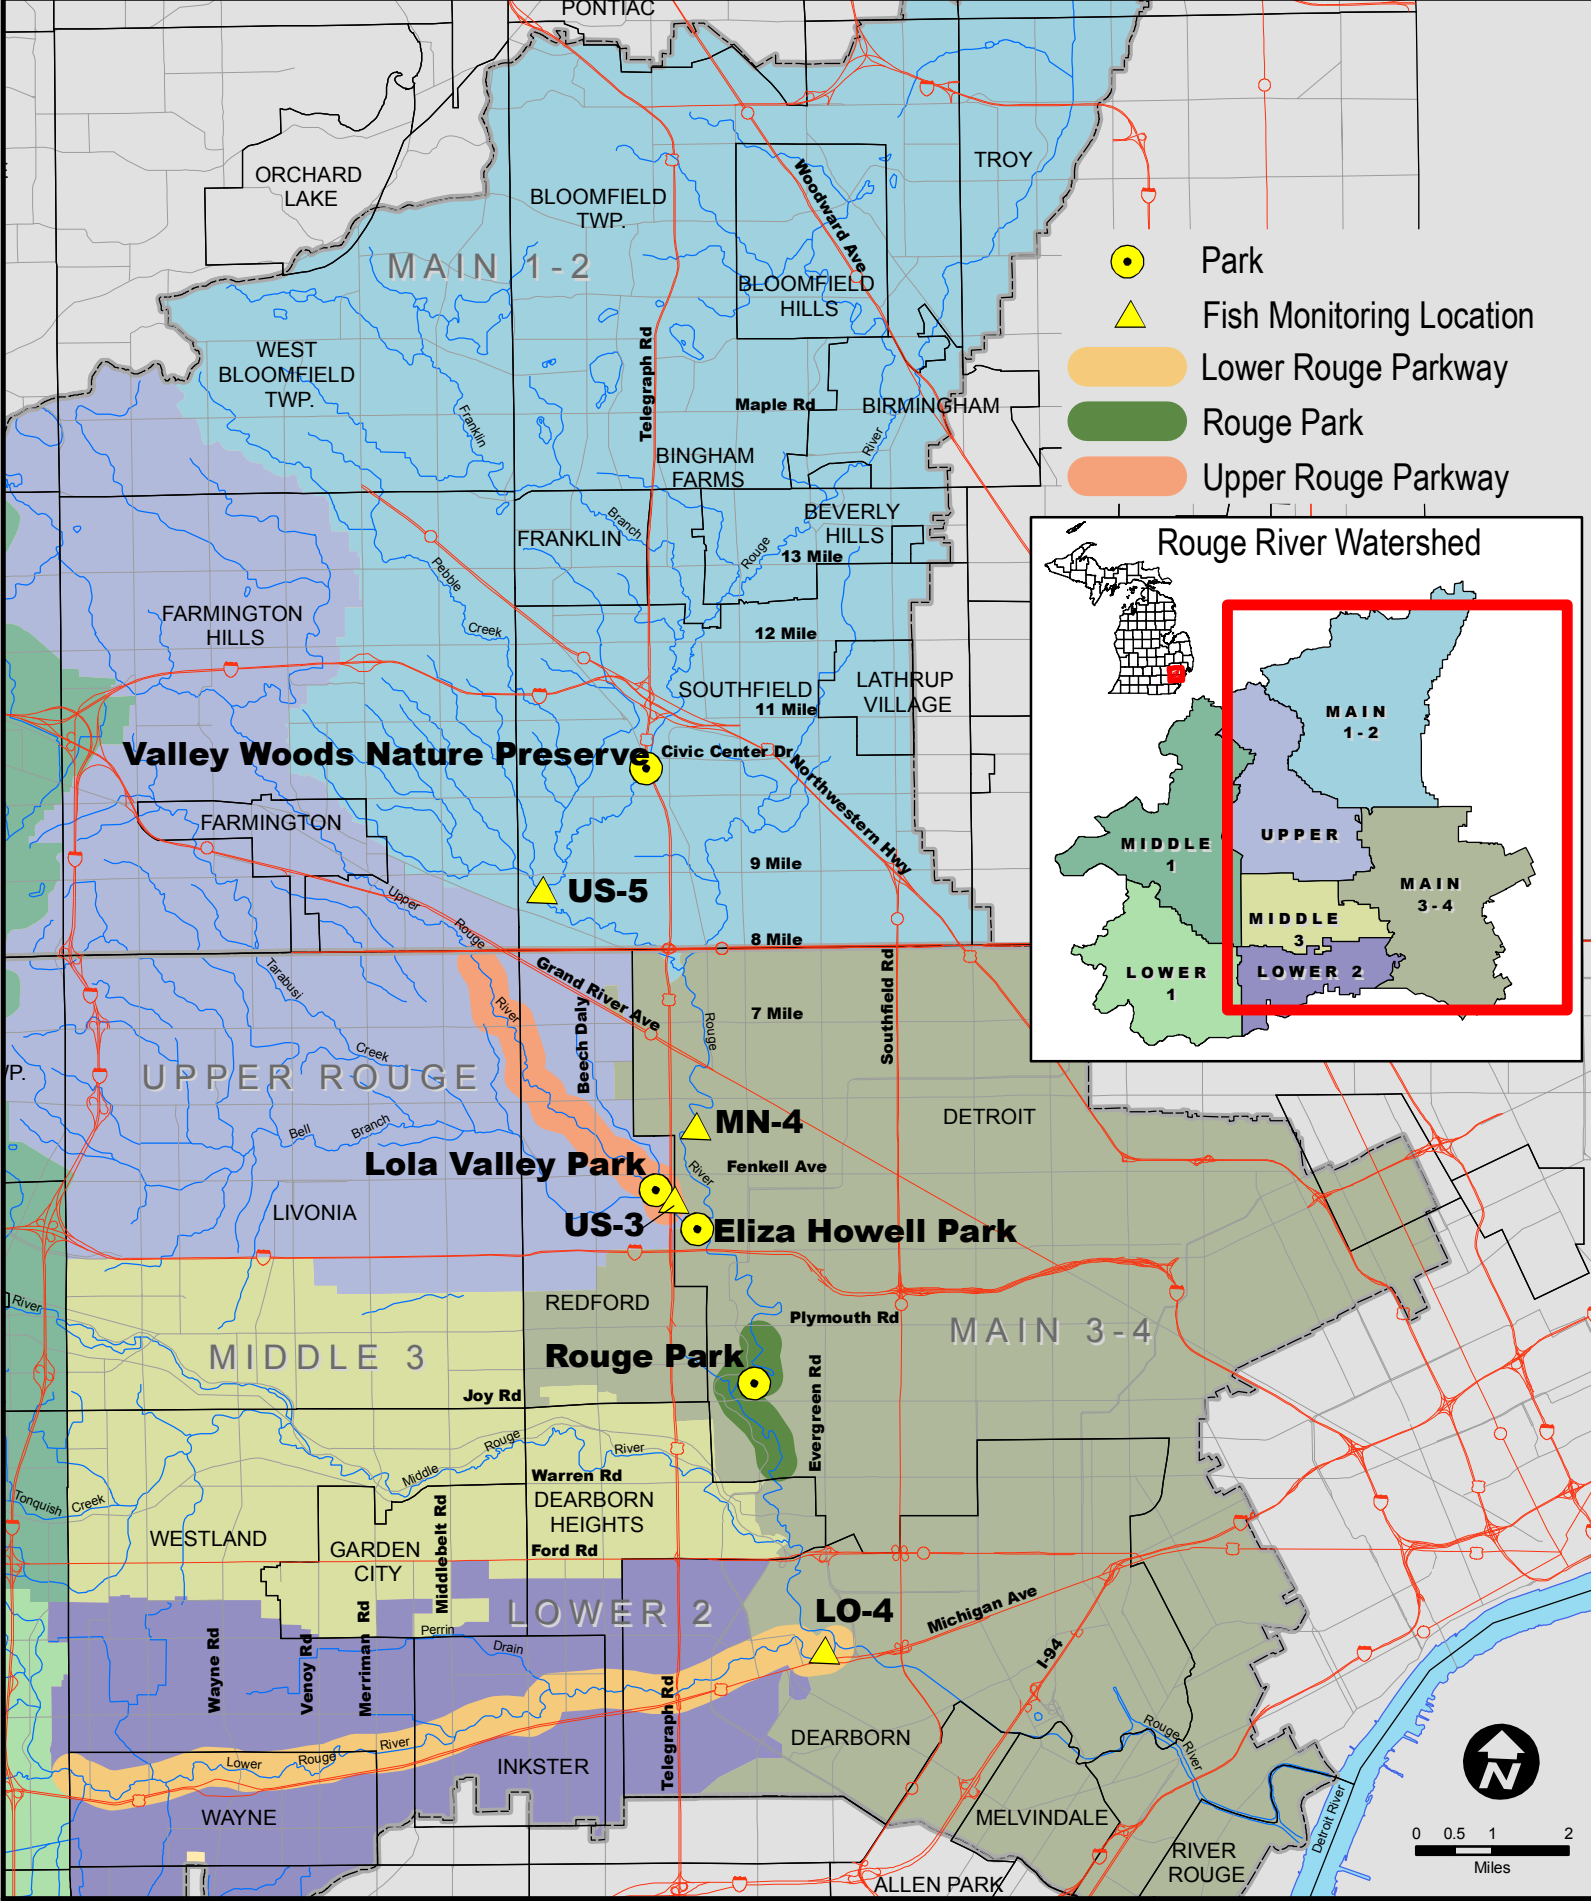 PONTIAC
ORCHARD
LAKE
BLOOMFIELD
TWP.
TROY
Woodward Ave
MAIN 1-2
BLOOMFIELD
HILLS
Park
Fish Monitoring Location
Lower Rouge Parkway
Rouge Park
Upper Rouge Parkway
WEST
BLOOMFIELD
TWP.
Telegraph Rd
Franklin
Maple Rd
BIRMINGHAM
River
BINGHAM
FARMS
BEVERLY
HILLS
FRANKLIN
Branch
Rouge
13 Mile
Pebble
Creek
FARMINGTON
HILLS
12 Mile
SOUTHFIELD
11 Mile
LATHRUP
VILLAGE
Valley Woods Nature Preserve
Civic Center Dr
Northwestern Hwy
FARMINGTON
9 Mile
US-5
Upper
Rouge
8 Mile
Rouge River Watershed
MAIN
1-2
UPPER
MIDDLE
1
MAIN
3-4
MIDDLE
3
LOWER
1
LOWER 2
Tarabusi
Creek
River
Grand River Ave
Beech Daly
Rouge
7 Mile
Southfield Rd
UPPER ROUGE
Bell
Branch
MN-4
DETROIT
Lola Valley Park
River
Fenkell Ave
LIVONIA
US-3
Eliza Howell Park
River
REDFORD
Plymouth Rd
MAIN 3-4
MIDDLE 3
Rouge Park
Joy Rd
Evergreen Rd
Middle
Rouge
River
Tonquish
Creek
Warren Rd
DEARBORN
HEIGHTS
WESTLAND
GARDEN
CITY
Middlebelt Rd
Ford Rd
LOWER 2
LO-4
Michigan Ave
Perrin
Drain
Wayne Rd
Venoy Rd
Merriman Rd
Telegraph Rd
I-94
Lower
Rouge
River
INKSTER
DEARBORN
Rouge
River
WAYNE
MELVINDALE
RIVER
ROUGE
ALLEN PARK
Detroit River
N
0 0.5 1 2
Miles